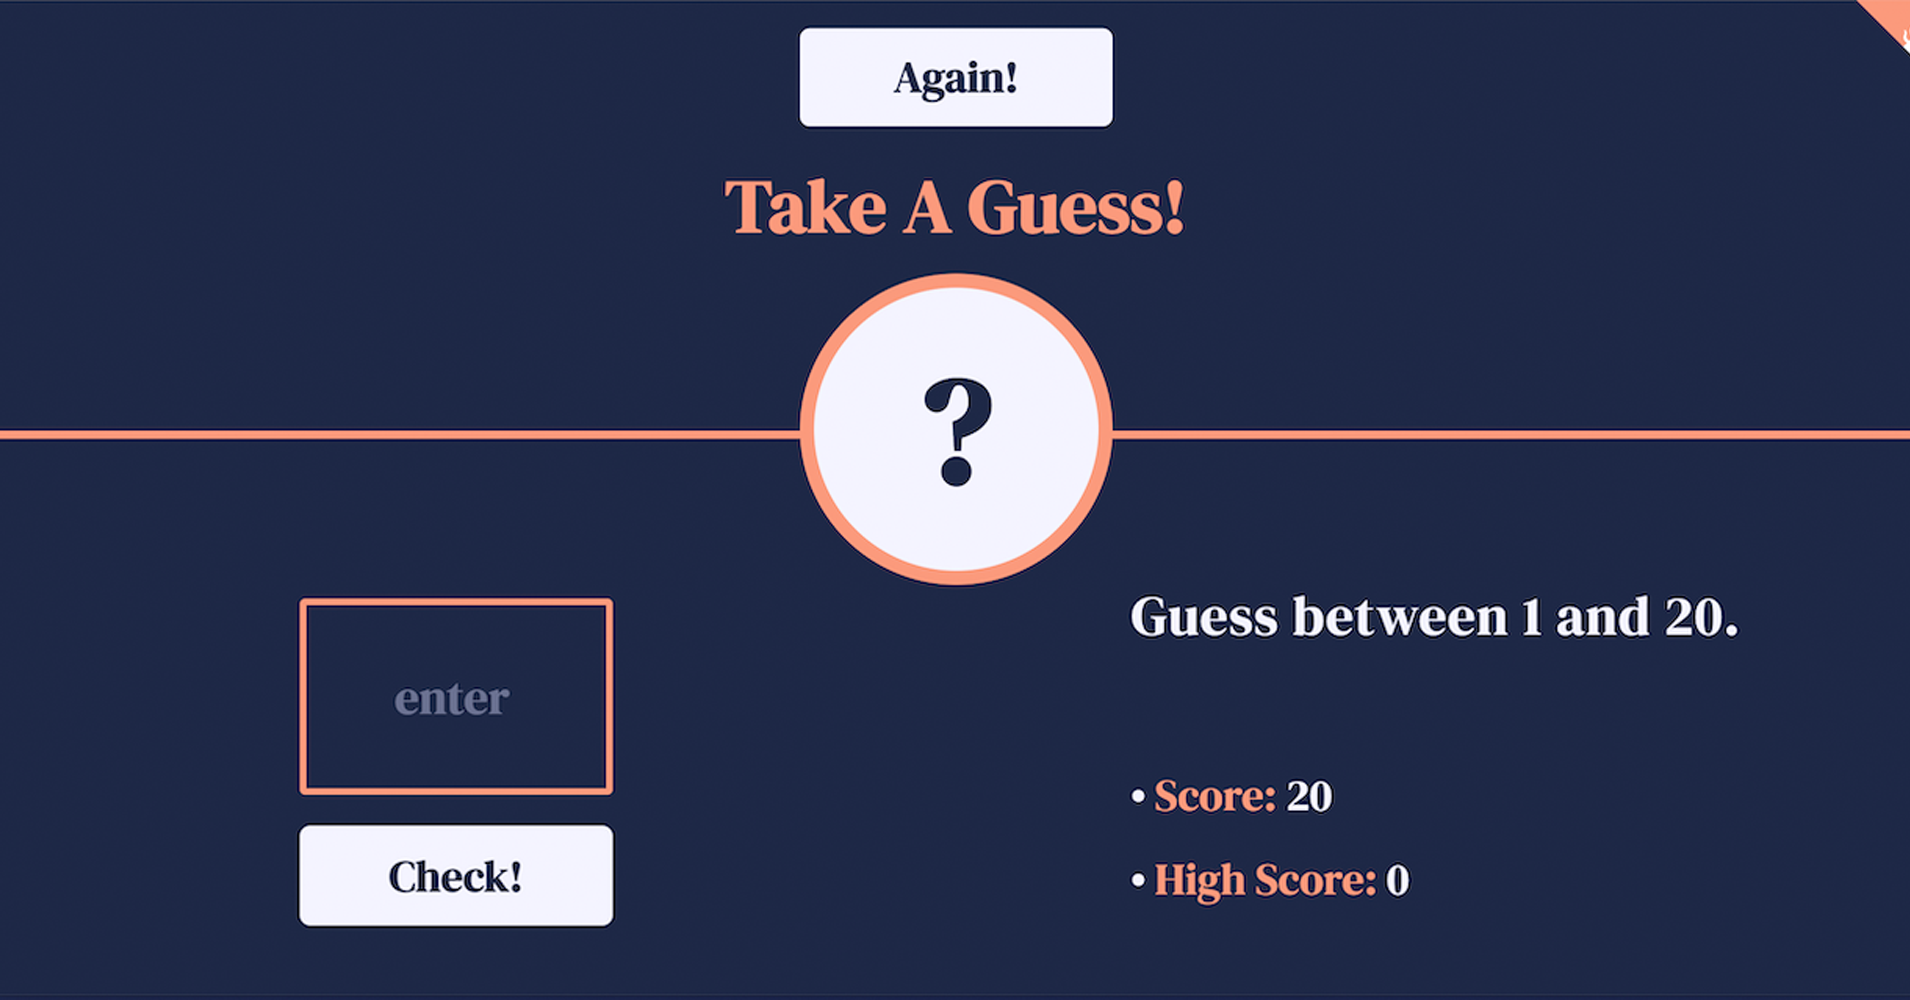 Again!
Take A Guess!
?
enter
Check!
Guess between 1 and 20.
• Score: 20
• High Score: 0